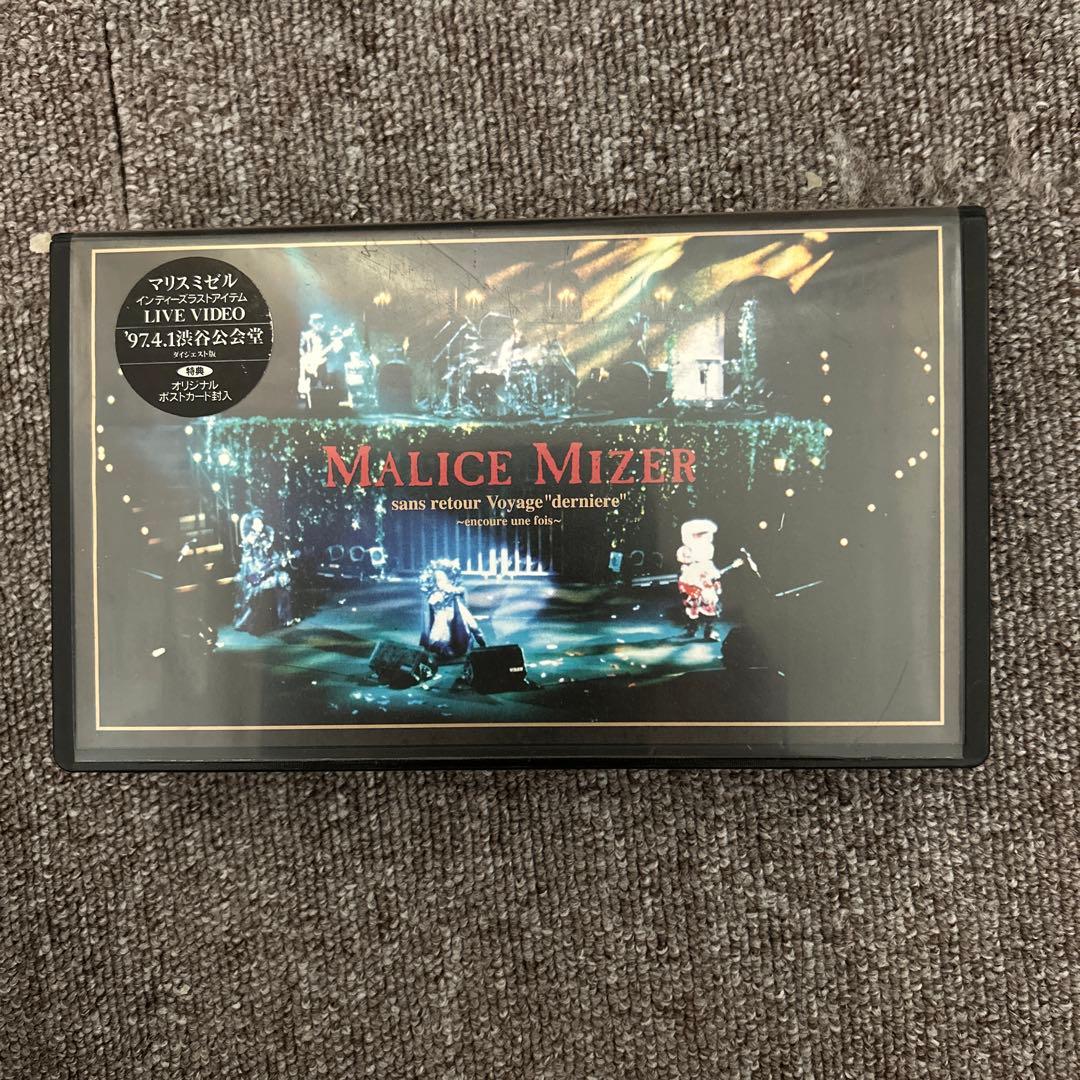 マリスミゼル
インディーズラストアイテム
LIVE VIDEO
'97.4.1渋谷公会堂
ダイジェスト版
特典
オリジナル
ポストカード封入
MALICE MIZER
sans retour Voyage "derniere"
~encoure une fois~